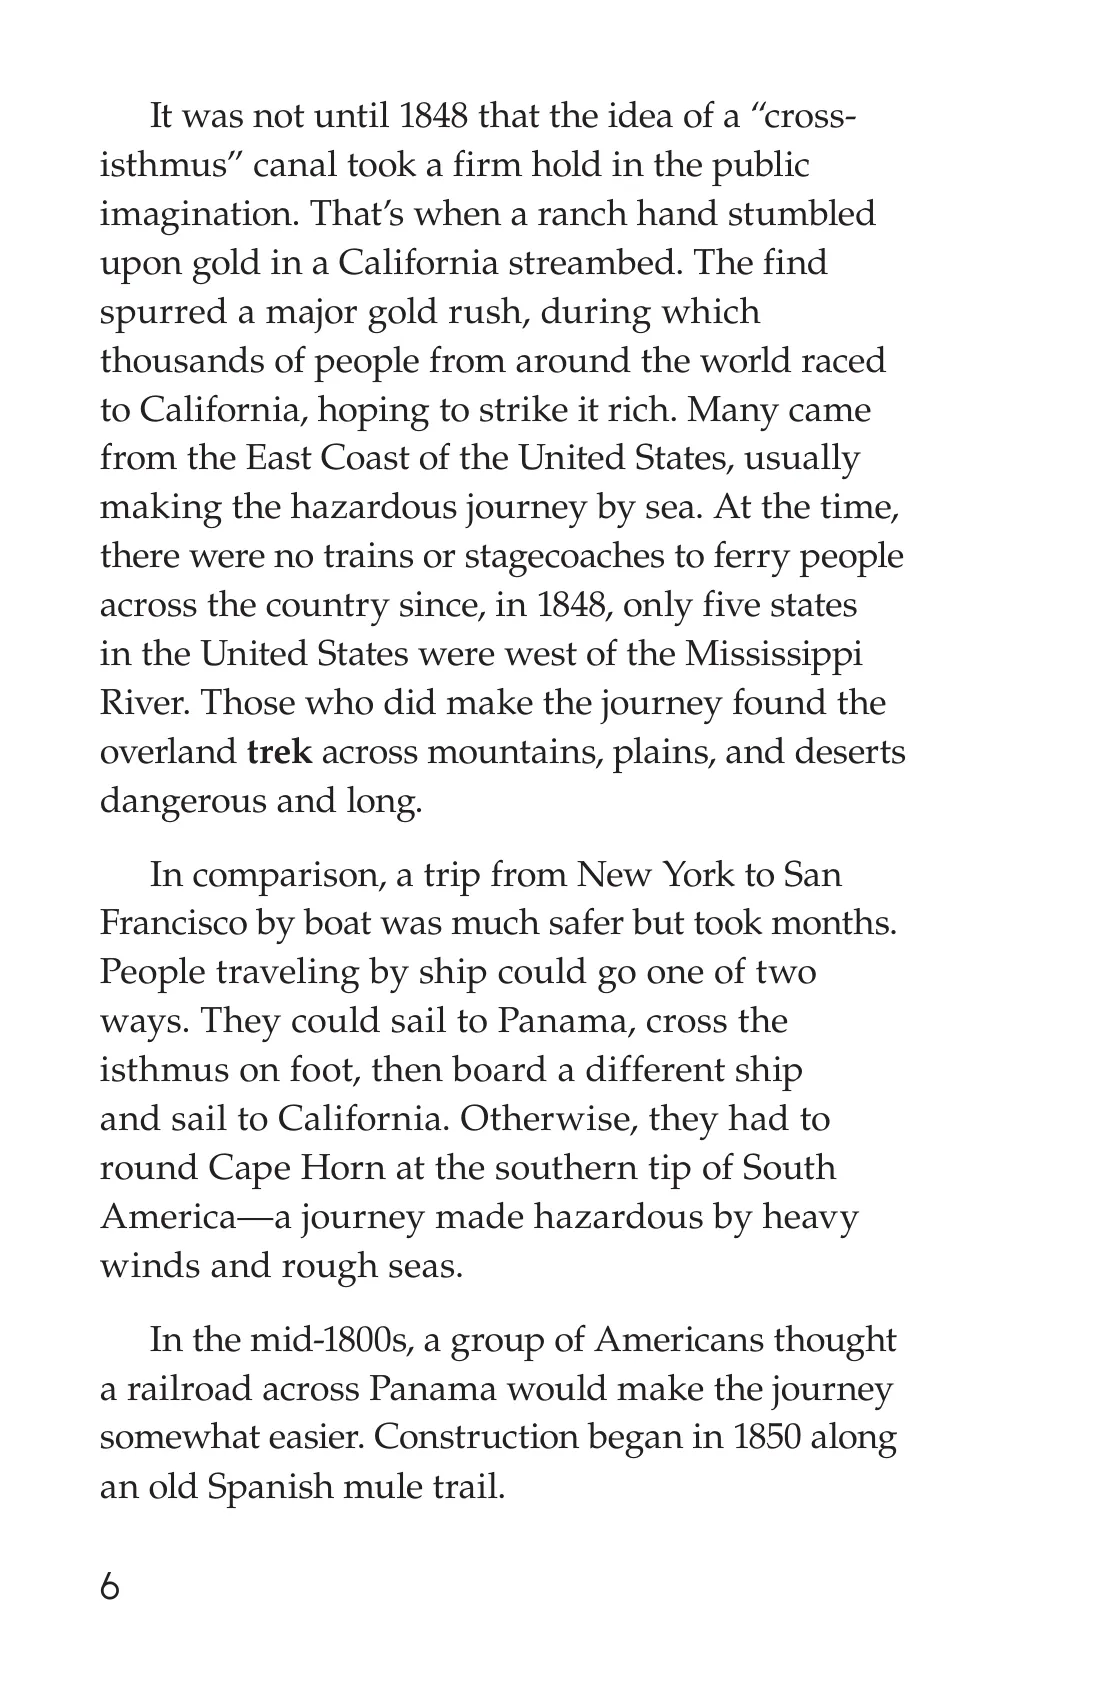 It was not until 1848 that the idea of a “cross-
isthmus” canal took a firm hold in the public
imagination. That’s when a ranch hand stumbled
upon gold in a California streambed. The find
spurred a major gold rush, during which
thousands of people from around the world raced
to California, hoping to strike it rich. Many came
from the East Coast of the United States, usually
making the hazardous journey by sea. At the time,
there were no trains or stagecoaches to ferry people
across the country since, in 1848, only five states
in the United States were west of the Mississippi
River. Those who did make the journey found the
overland trek across mountains, plains, and deserts
dangerous and long.
In comparison, a trip from New York to San
Francisco by boat was much safer but took months.
People traveling by ship could go one of two
ways. They could sail to Panama, cross the
isthmus on foot, then board a different ship
and sail to California. Otherwise, they had to
round Cape Horn at the southern tip of South
America—a journey made hazardous by heavy
winds and rough seas.
In the mid-1800s, a group of Americans thought
a railroad across Panama would make the journey
somewhat easier. Construction began in 1850 along
an old Spanish mule trail.
6